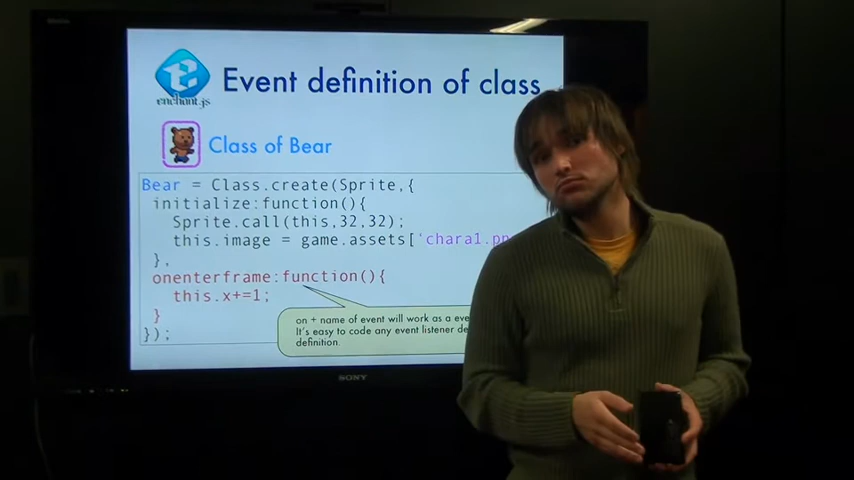 enchant.js
Event definition of class
Class of Bear
Bear = Class.create(Sprite,{
initialize:function(){
Sprite.call(this,32,32);
this.image = game.assets['chara1.pn
},
onenterframe:function(){
this.x+=1;
}
});
on + name of event will work as a eve
It's easy to code any event listener de
definition.
SONY